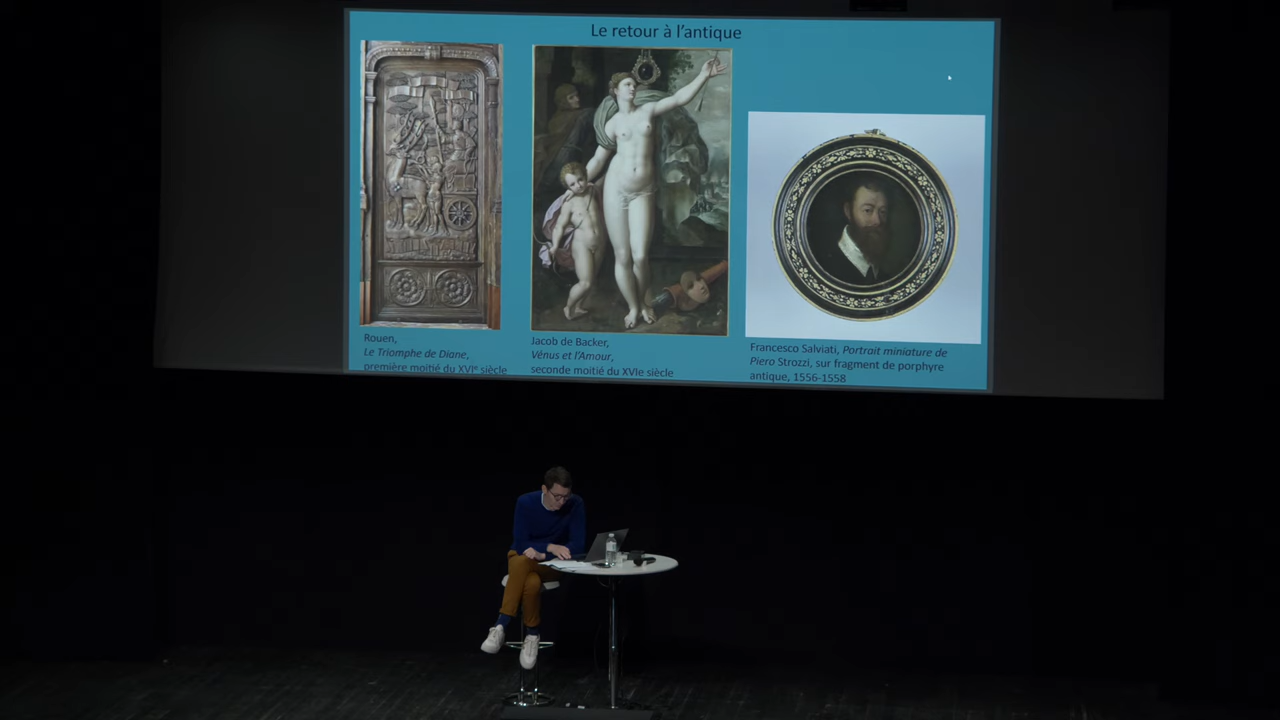 Le retour à l'antique
Rouen,
Le Triomphe de Diane,
première moitié du XVIe siècle
Jacob de Backer,
Vénus et l'Amour,
seconde moitié du XVIe siècle
Francesco Salviati, Portrait miniature de
Piero Strozzi, sur fragment de porphyre
antique, 1556-1558